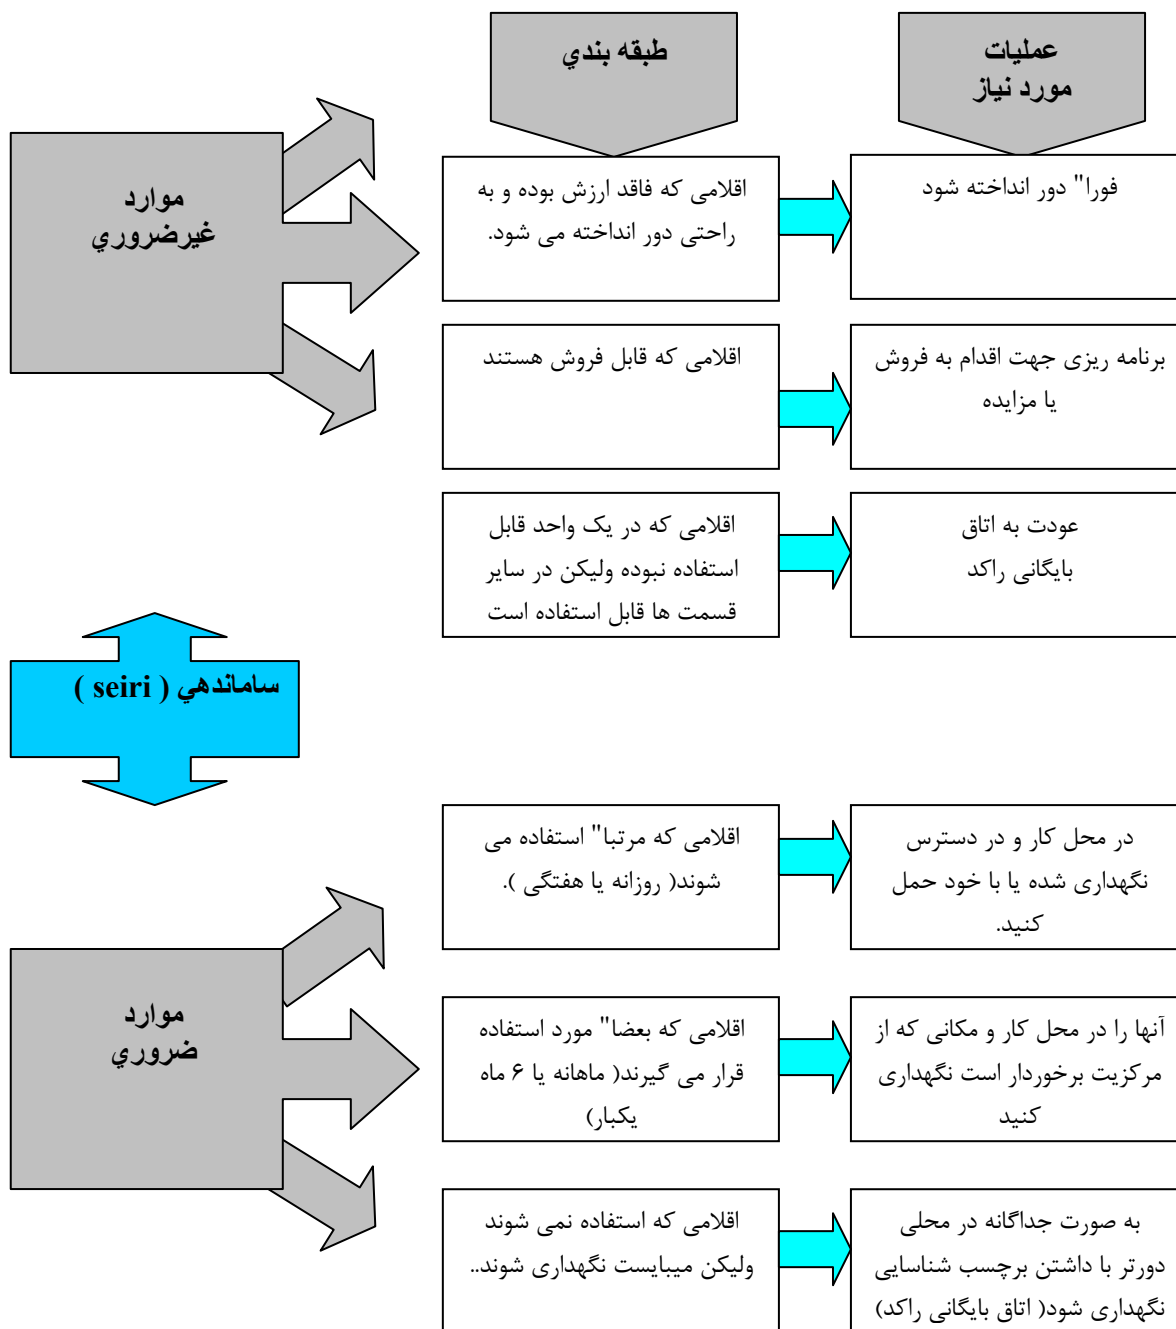 عملیات
مورد نیاز
طبقه بندي
موارد
غیرضروري
اقلامی که فاقد ارزش بوده و به
راحتی دور انداخته می شود.
فورا" دور انداخته شود
اقلامی که قابل فروش هستند
برنامه ریزی جهت اقدام به فروش
یا مزایده
اقلامی که در یک واحد قابل
استفاده نبوده ولیکن در سایر
قسمت ها قابل استفاده است
عودت به اتاق
بایگانی راکد
ساماندهي ( seiri )
موارد
ضروري
اقلامی که مرتبا" استفاده می
شوند( روزانه یا هفتگی ).
در محل کار و در دسترس
نگهداری شده یا با خود حمل
کنید.
اقلامی که بعضا" مورد استفاده
قرار می گیرند( ماهانه یا ۶ ماه
یکبار)
آنها را در محل کار و مکانی که از
مرکزیت برخوردار است نگهداری
کنید
اقلامی که استفاده نمی شوند
ولیکن میبایست نگهداری شوند..
به صورت جداگانه در محلی
دورتر با داشتن برچسب شناسایی
نگهداری شود( اتاق بایگانی راکد)